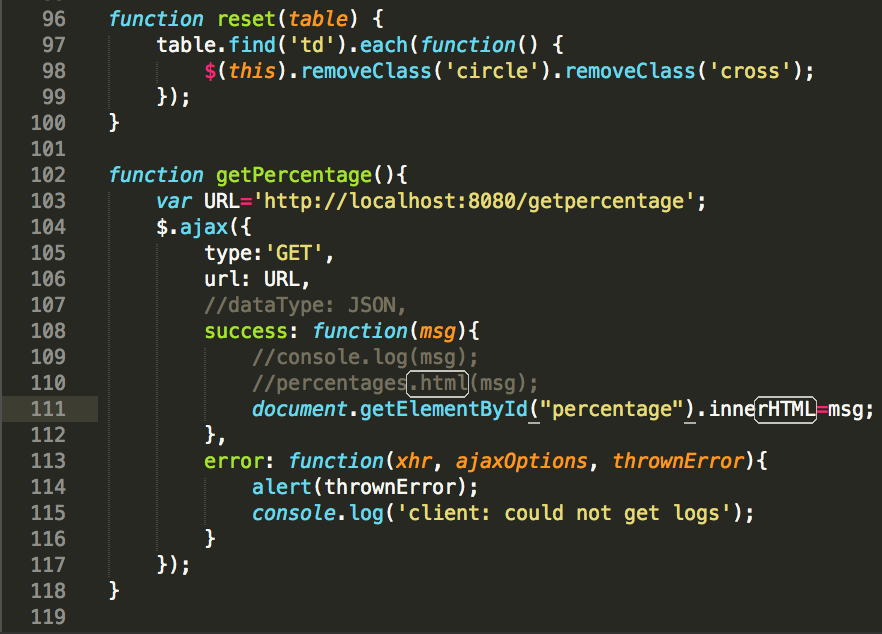 96 function reset(table) {
97 table.find('td').each(function() {
98 $(this).removeClass('circle').removeClass('cross');
99 });
100 }
101
102 function getPercentage(){
103 var URL='http://localhost:8080/getpercentage';
104 $.ajax({
105 type:'GET',
106 url: URL,
107 //dataType: JSON,
108 success: function(msg){
109 //console.log(msg);
110 //percentages.html(msg);
111 document.getElementById("percentage").innerHTML=msg;
112 },
113 error: function(xhr, ajaxOptions, thrownError){
114 alert(thrownError);
115 console.log('client: could not get logs');
116 }
117 });
118 }
119